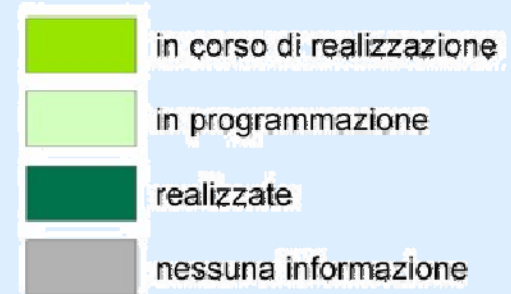 in corso di realizzazione
in programmazione
realizzate
nessuna informazione